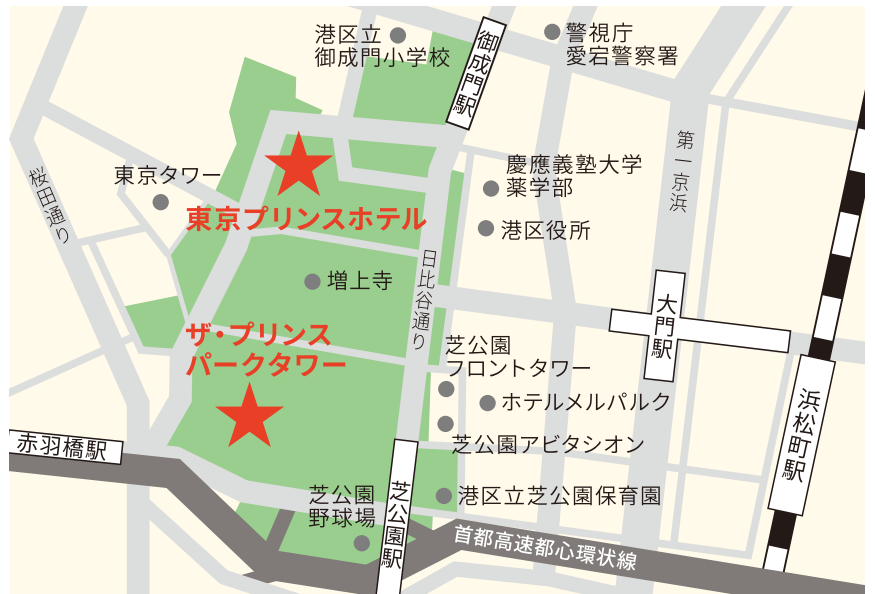 港区立
御成門小学校
御成門駅
警視庁
愛宕警察署
東京タワー
桜田通り
東京プリンスホテル
慶應義塾大学
薬学部
第一京浜
港区役所
増上寺
日比谷通り
大門駅
ザ・プリンス
パークタワー
芝公園
フロントタワー
ホテルメルパルク
浜松町駅
芝公園アビタシオン
赤羽橋駅
芝公園
野球場
芝公園駅
港区立芝公園保育園
首都高速都心環状線